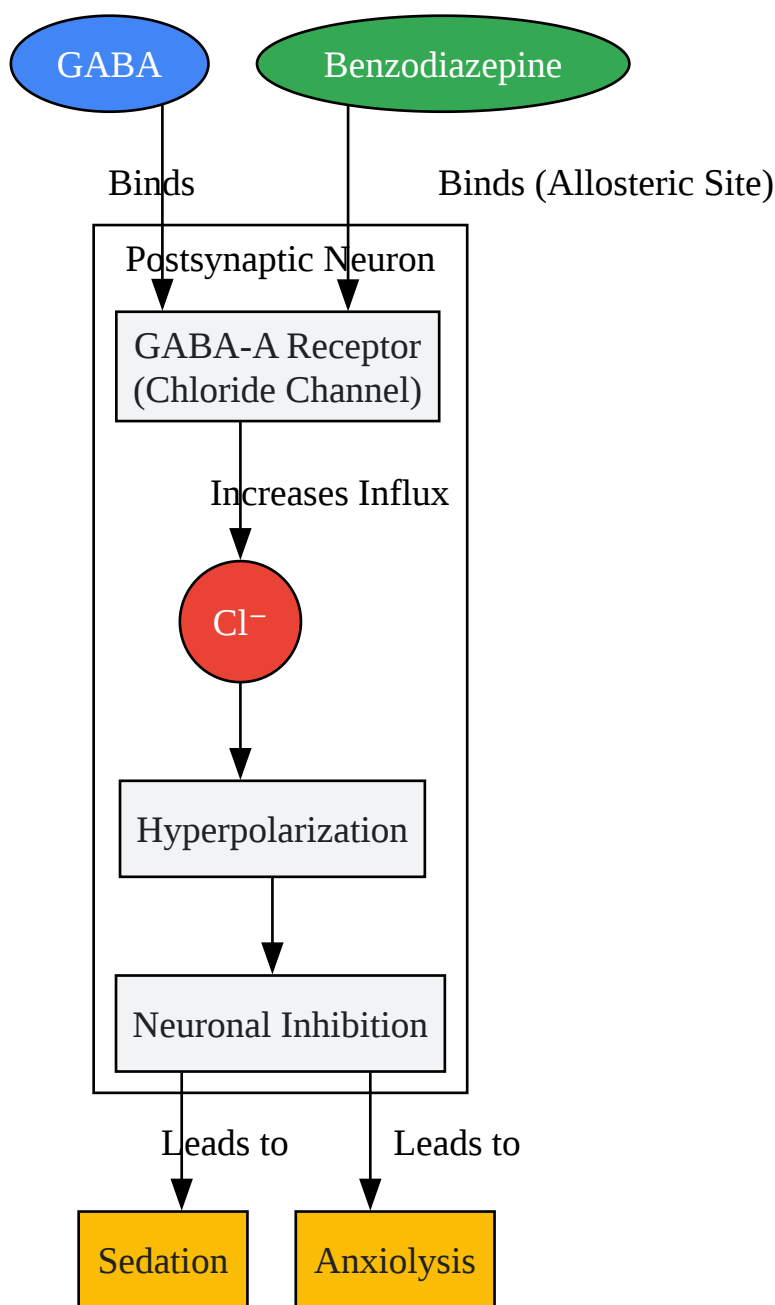 GABA
Benzodiazepine
Binds
Binds (Allosteric Site)
Postsynaptic Neuron
GABA-A Receptor
(Chloride Channel)
Increases Influx
Cl⁻
Hyperpolarization
Neuronal Inhibition
Leads to
Leads to
Sedation
Anxiolysis